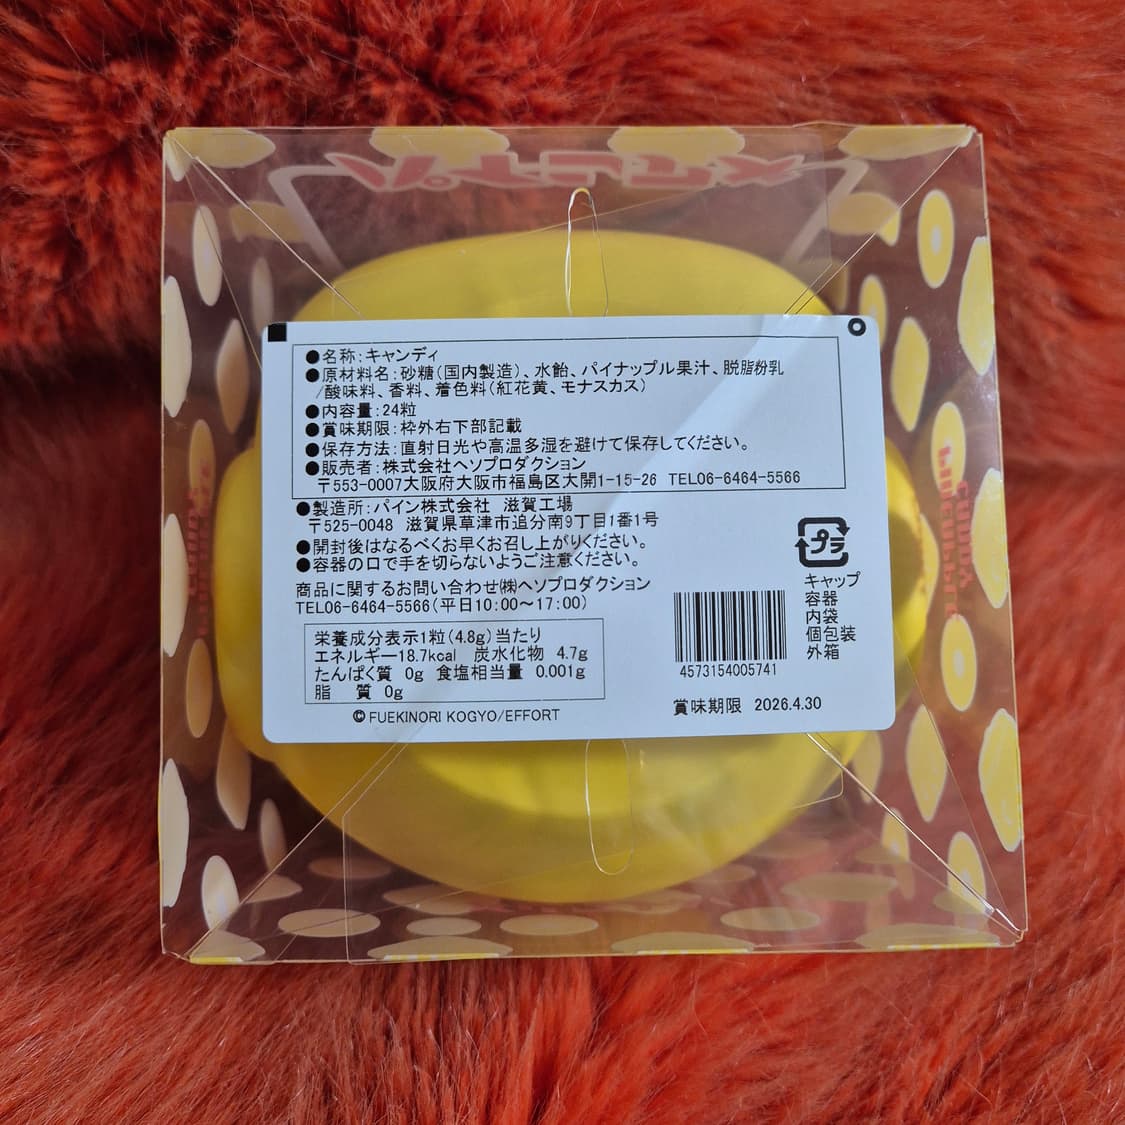 ●名称:キャンディ
●原材料名:砂糖(国内製造)、水飴、パイナップル果汁、脱脂粉乳
/酸味料、香料、着色料(紅花黄、モナスカス)
●内容量:24粒
●賞味期限:枠外右下部記載
●保存方法:直射日光や高温多湿を避けて保存してください。
●販売者:株式会社ヘソプロダクション
〒553-0007大阪府大阪市福島区大開1-15-26 TEL06-6464-5566
●製造所:パイン株式会社 滋賀工場
〒525-0048 滋賀県草津市追分南9丁目1番1号
●開封後はなるべくお早くお召し上がりください。
●容器の口で手を切らないようご注意ください。
商品に関するお問い合わせ㈱ヘソプロダクション
TEL06-6464-5566(平日10:00~17:00)
栄養成分表示1粒(4.8g)当たり
エネルギー18.7kcal 炭水化物 4.7g
たんぱく質 0g 食塩相当量 0.001g
脂 質 0g
© FUEKINORI KOGYO/EFFORT
プラ
キャップ
容器
内袋
個包装
外箱
4573154005741
賞味期限 2026.4.30